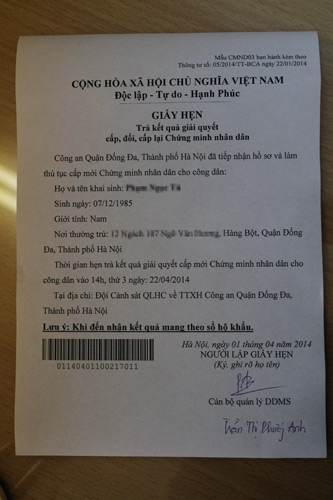 Mẫu CMND03 ban hành kèm theo
Thông tư số: 05/2014/TT-BCA ngày 22/01/2014
CỘNG HÒA XÃ HỘI CHỦ NGHĨA VIỆT NAM
Độc lập - Tự do - Hạnh Phúc
GIẤY HẸN
Trả kết quả giải quyết
cấp, đổi, cấp lại Chứng minh nhân dân
Công an Quận Đống Đa, Thành phố Hà Nội đã tiếp nhận hồ sơ và làm
thủ tục cấp mới Chứng minh nhân dân cho công dân:
Họ và tên khai sinh:
Sinh ngày: 07/12/1985
Giới tính: Nam
Nơi thường trú: Hàng Bột, Quận Đống
Đa, Thành phố Hà Nội
Thời gian hẹn trả kết quả giải quyết cấp mới Chứng minh nhân dân cho
công dân vào 14h, thứ 3 ngày: 22/04/2014
Tại địa chỉ: Đội Cảnh sát QLHC về TTXH Công an Quận Đống Đa,
Thành phố Hà Nội
Lưu ý: Khi đến nhận kết quả mang theo sổ hộ khẩu.
Hà Nội, ngày 01 tháng 04 năm 2014
NGƯỜI LẬP GIẤY HẸN
(Ký, ghi rõ họ tên)
01140401100217011
Cán bộ quản lý DDMS
Trần Thị Phương Anh